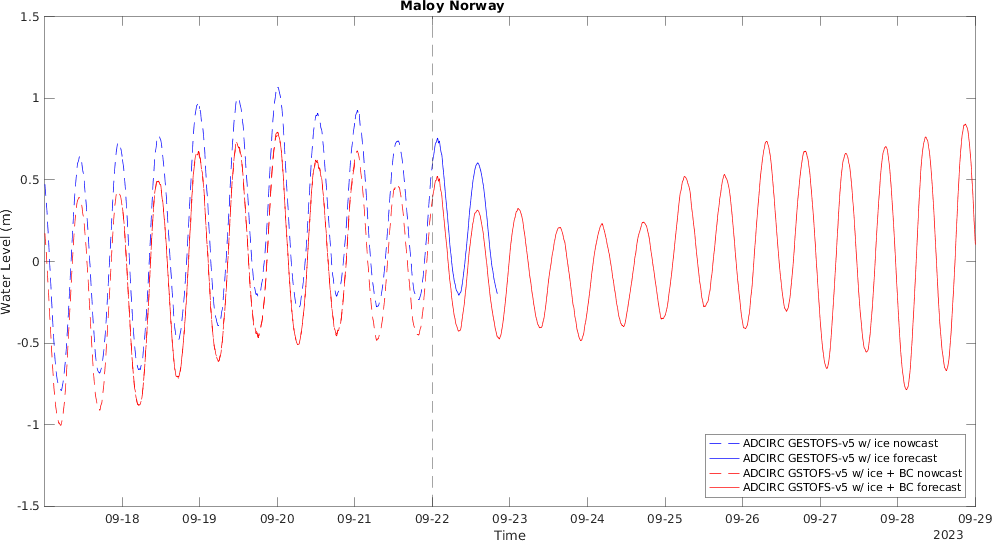 Maloy Norway
1.5
1
0.5
0
-0.5
-1
-1.5
Water Level (m)
ADCIRC GESTOFS-v5 w/ ice nowcast
ADCIRC GESTOFS-v5 w/ ice forecast
ADCIRC GSTOFS-v5 w/ ice + BC nowcast
ADCIRC GSTOFS-v5 w/ ice + BC forecast
09-18 09-19 09-20 09-21 09-22 09-23 09-24 09-25 09-26 09-27 09-28 09-29
Time
2023